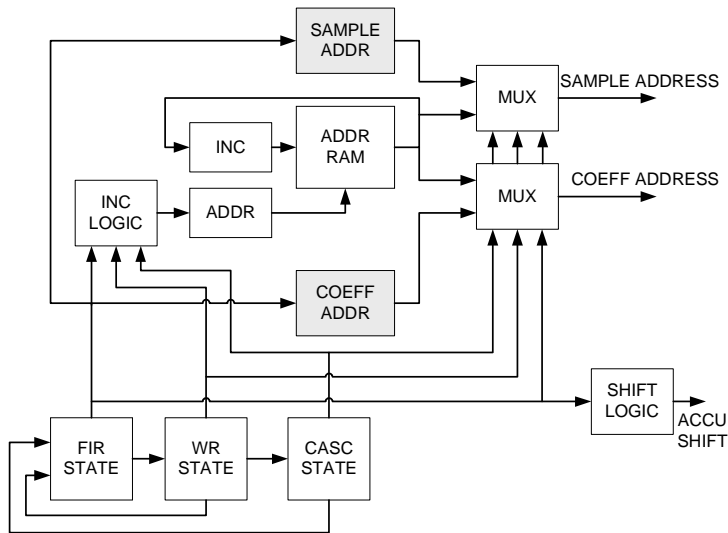 SAMPLE
ADDR
MUX
SAMPLE ADDRESS
INC
ADDR
RAM
MUX
COEFF ADDRESS
INC
LOGIC
ADDR
COEFF
ADDR
SHIFT
LOGIC
ACCU
SHIFT
FIR
STATE
WR
STATE
CASC
STATE